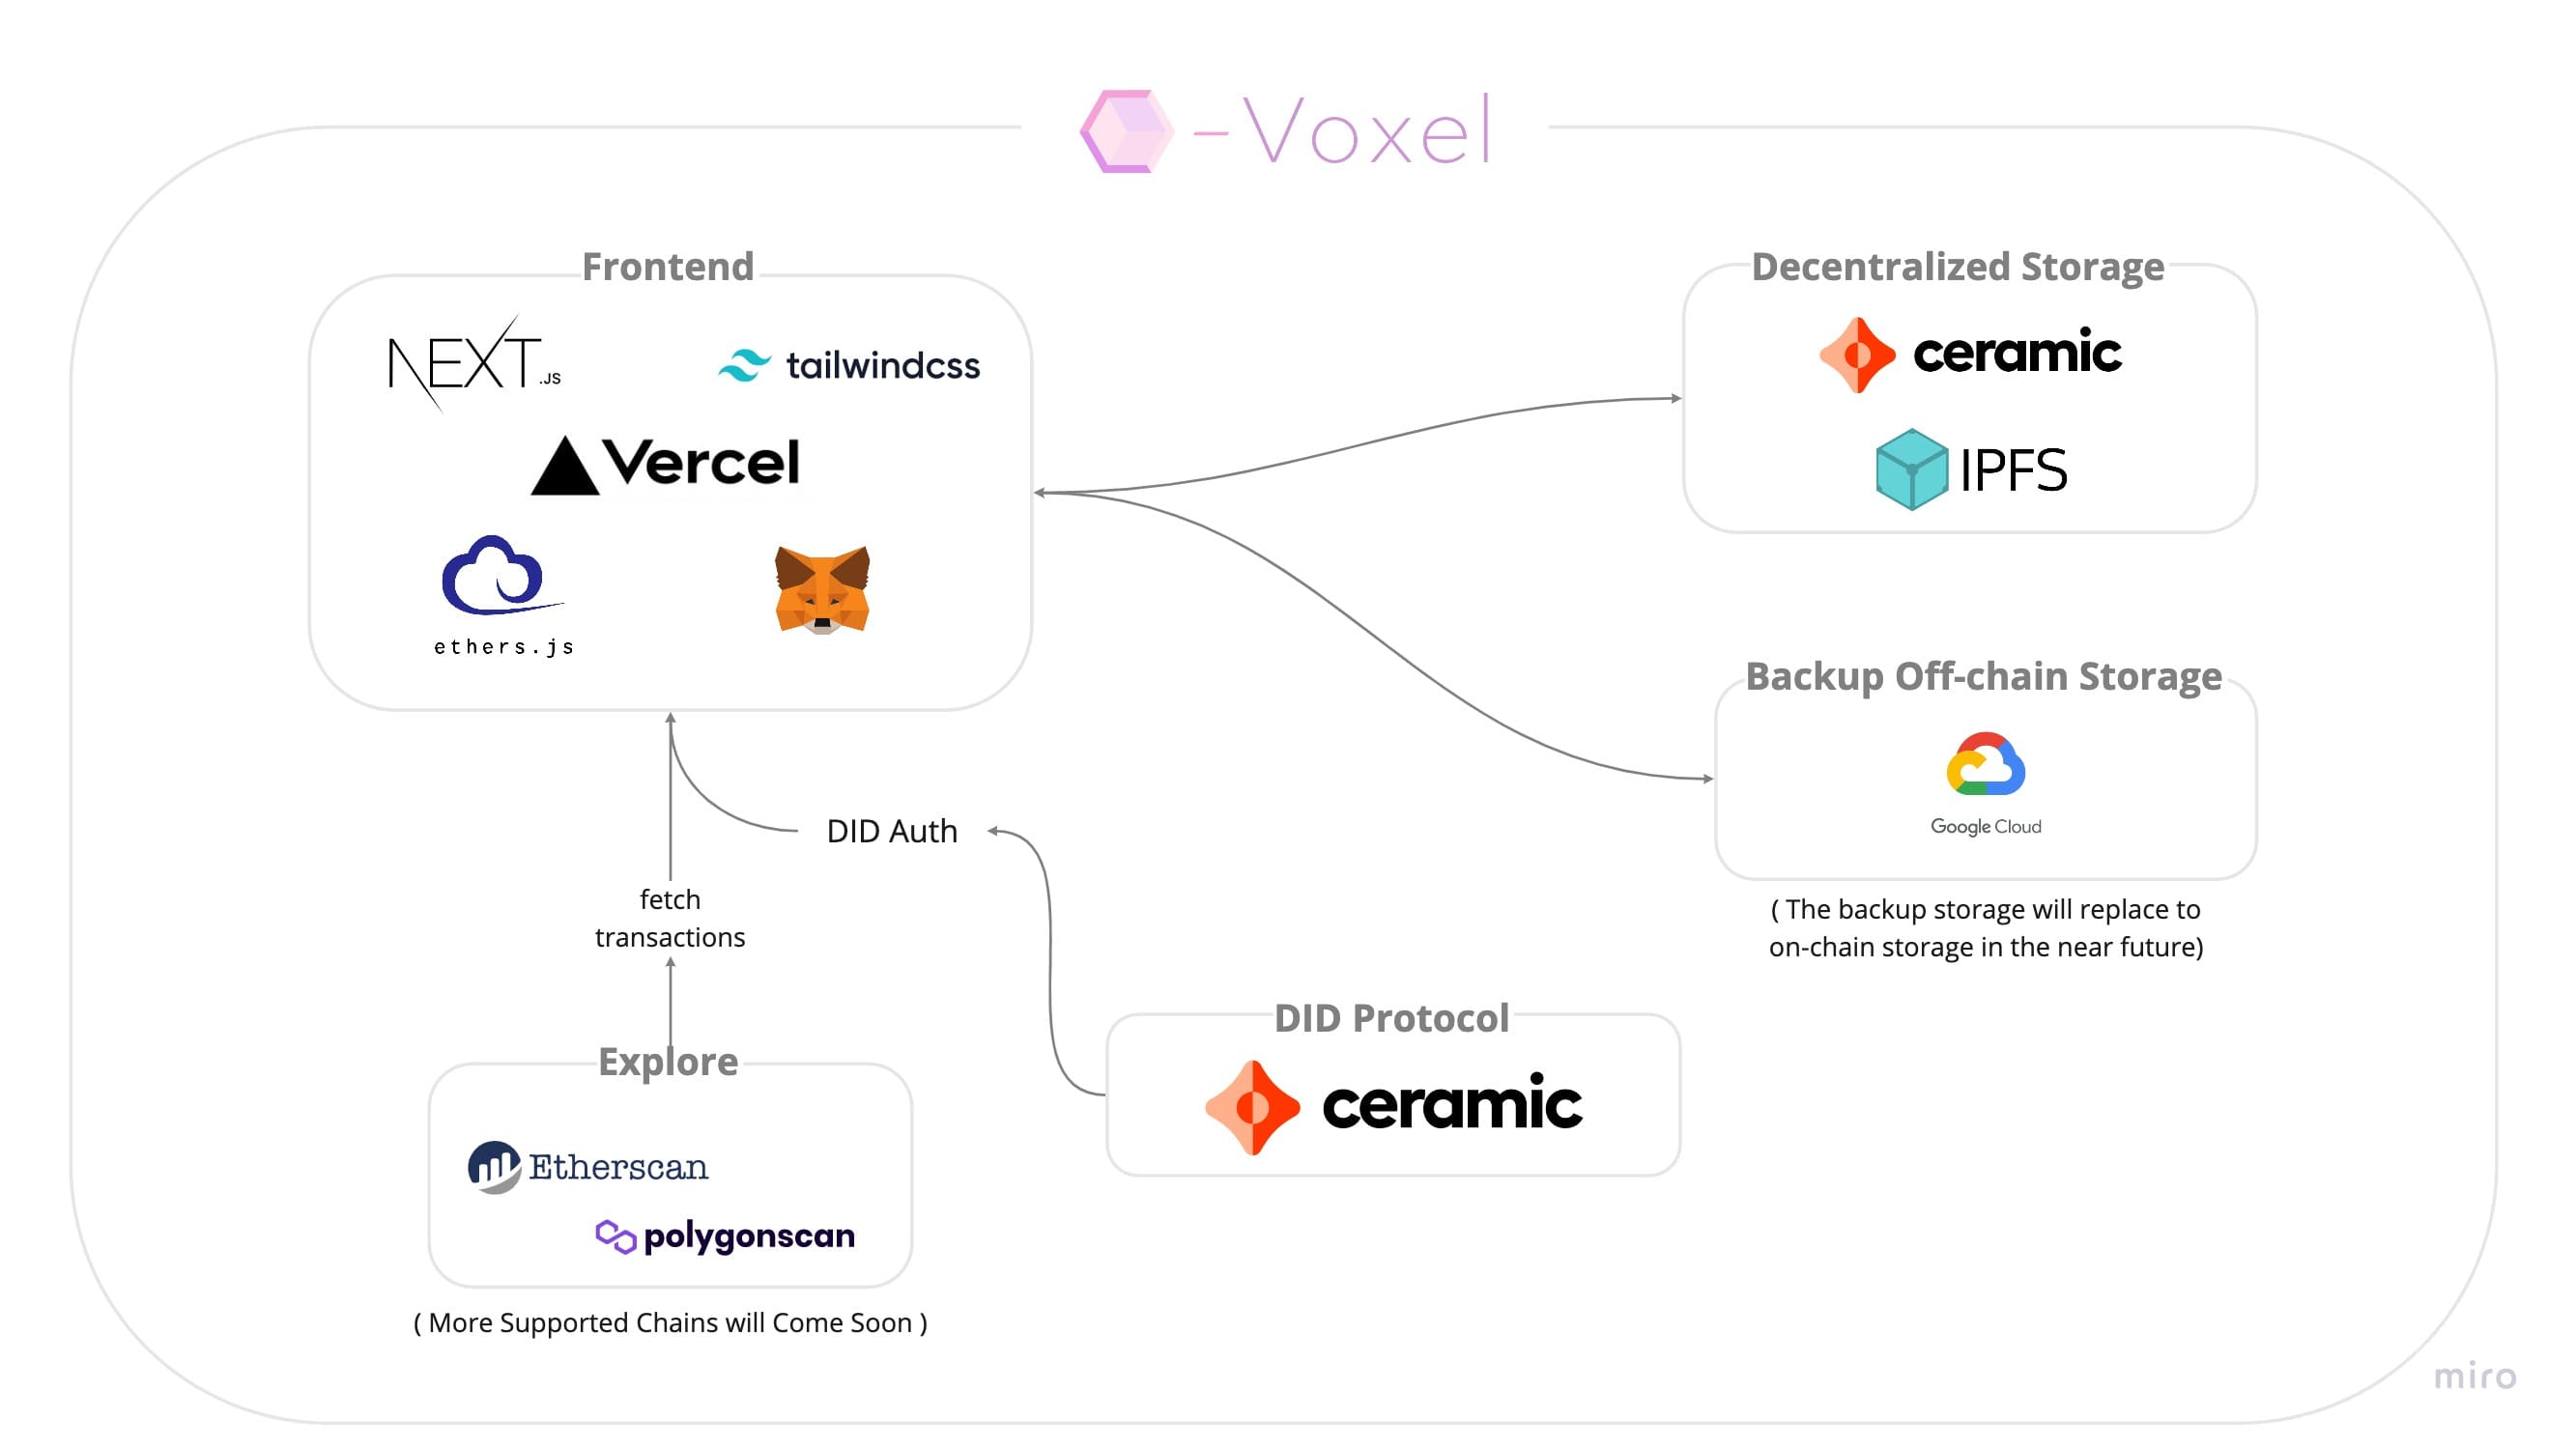 -Voxel
Frontend
NEXT.JS
tailwindcss
Vercel
ethers.js
Decentralized Storage
ceramic
IPFS
Backup Off-chain Storage
Google Cloud
( The backup storage will replace to
on-chain storage in the near future)
DID Auth
fetch
transactions
DID Protocol
ceramic
Explore
Etherscan
polygonscan
( More Supported Chains will Come Soon )
miro